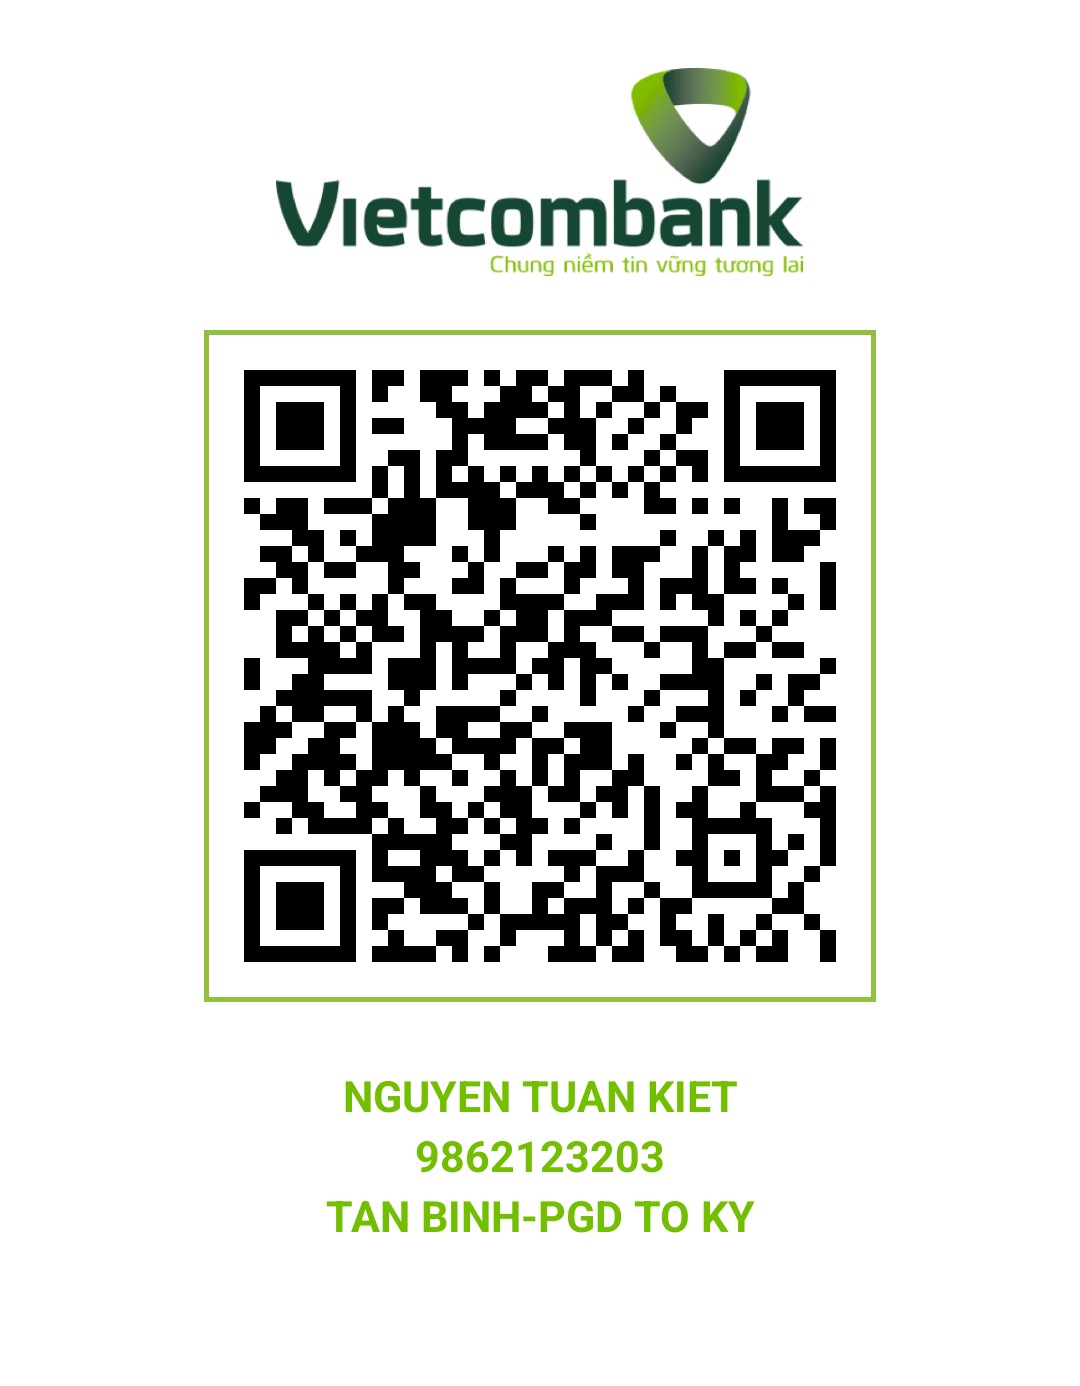 Vietcombank
Chung niềm tin vững tương lai
NGUYEN TUAN KIET
9862123203
TAN BINH-PGD TO KY